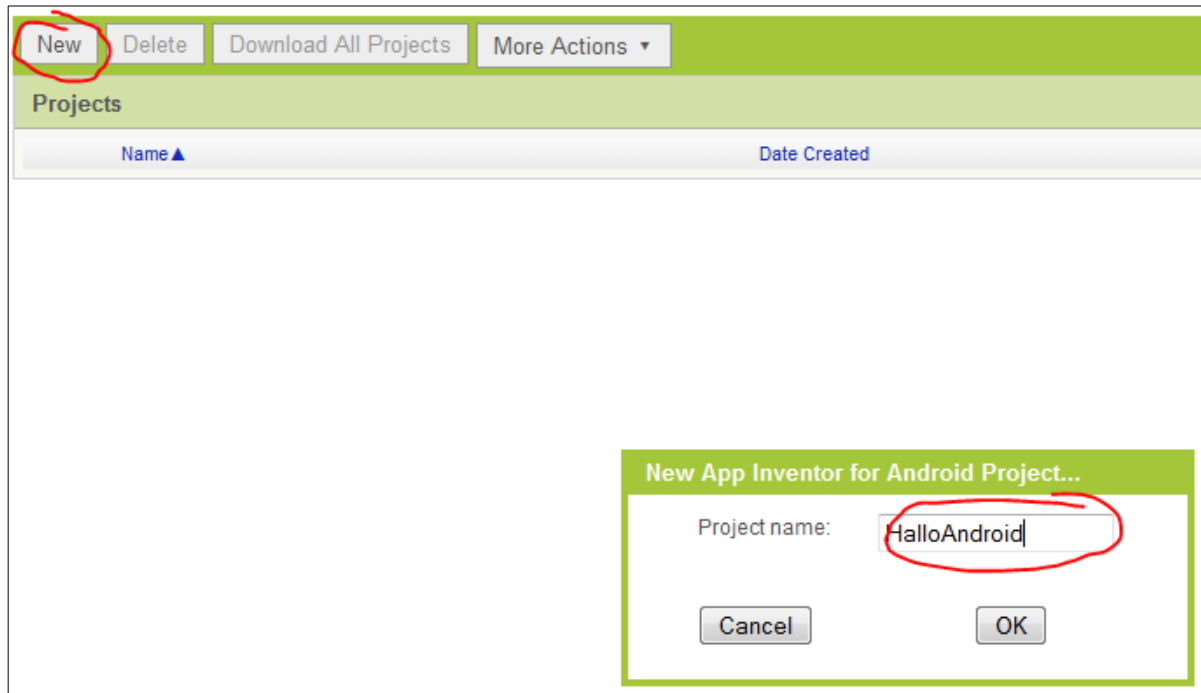 New Delete Download All Projects More Actions ▼
Projects
Name▲ Date Created
New App Inventor for Android Project...
Project name: HalloAndroid
Cancel OK